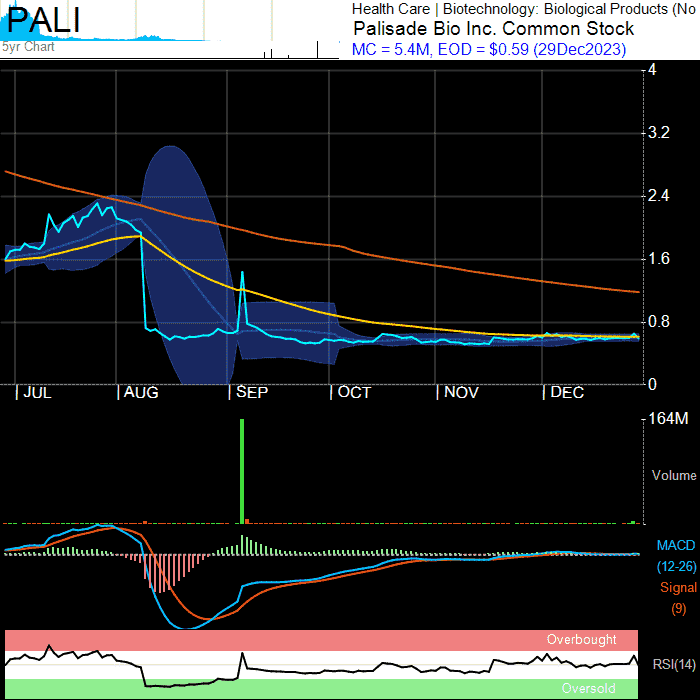 PALI
5yr Chart
Health Care | Biotechnology: Biological Products (No
Palisade Bio Inc. Common Stock
MC = 5.4M, EOD = $0.59 (29Dec2023)
4
3.2
2.4
1.6
0.8
0
| JUL | AUG | SEP | OCT | NOV | DEC
164M
Volume
MACD
(12-26)
Signal
(9)
Overbought
RSI(14)
Oversold